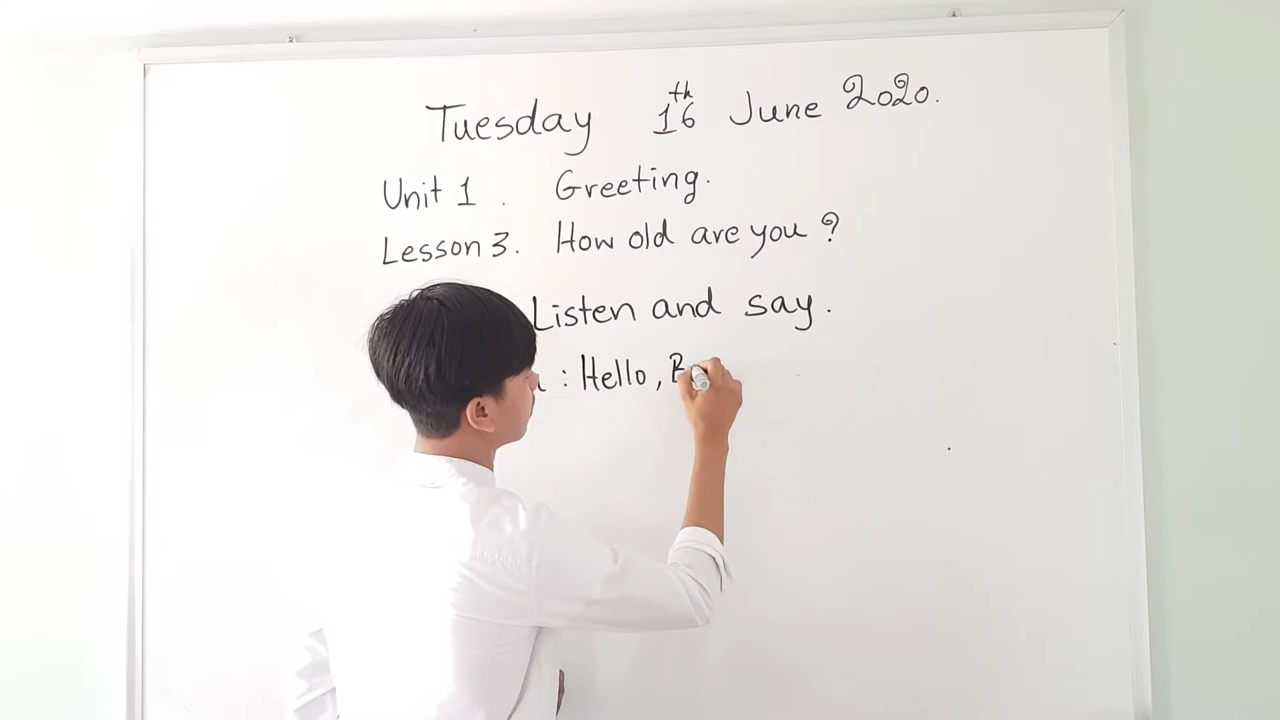 Tuesday 16th June 2020.
Unit 1. Greeting.
Lesson 3. How old are you?
Listen and say.
: Hello,